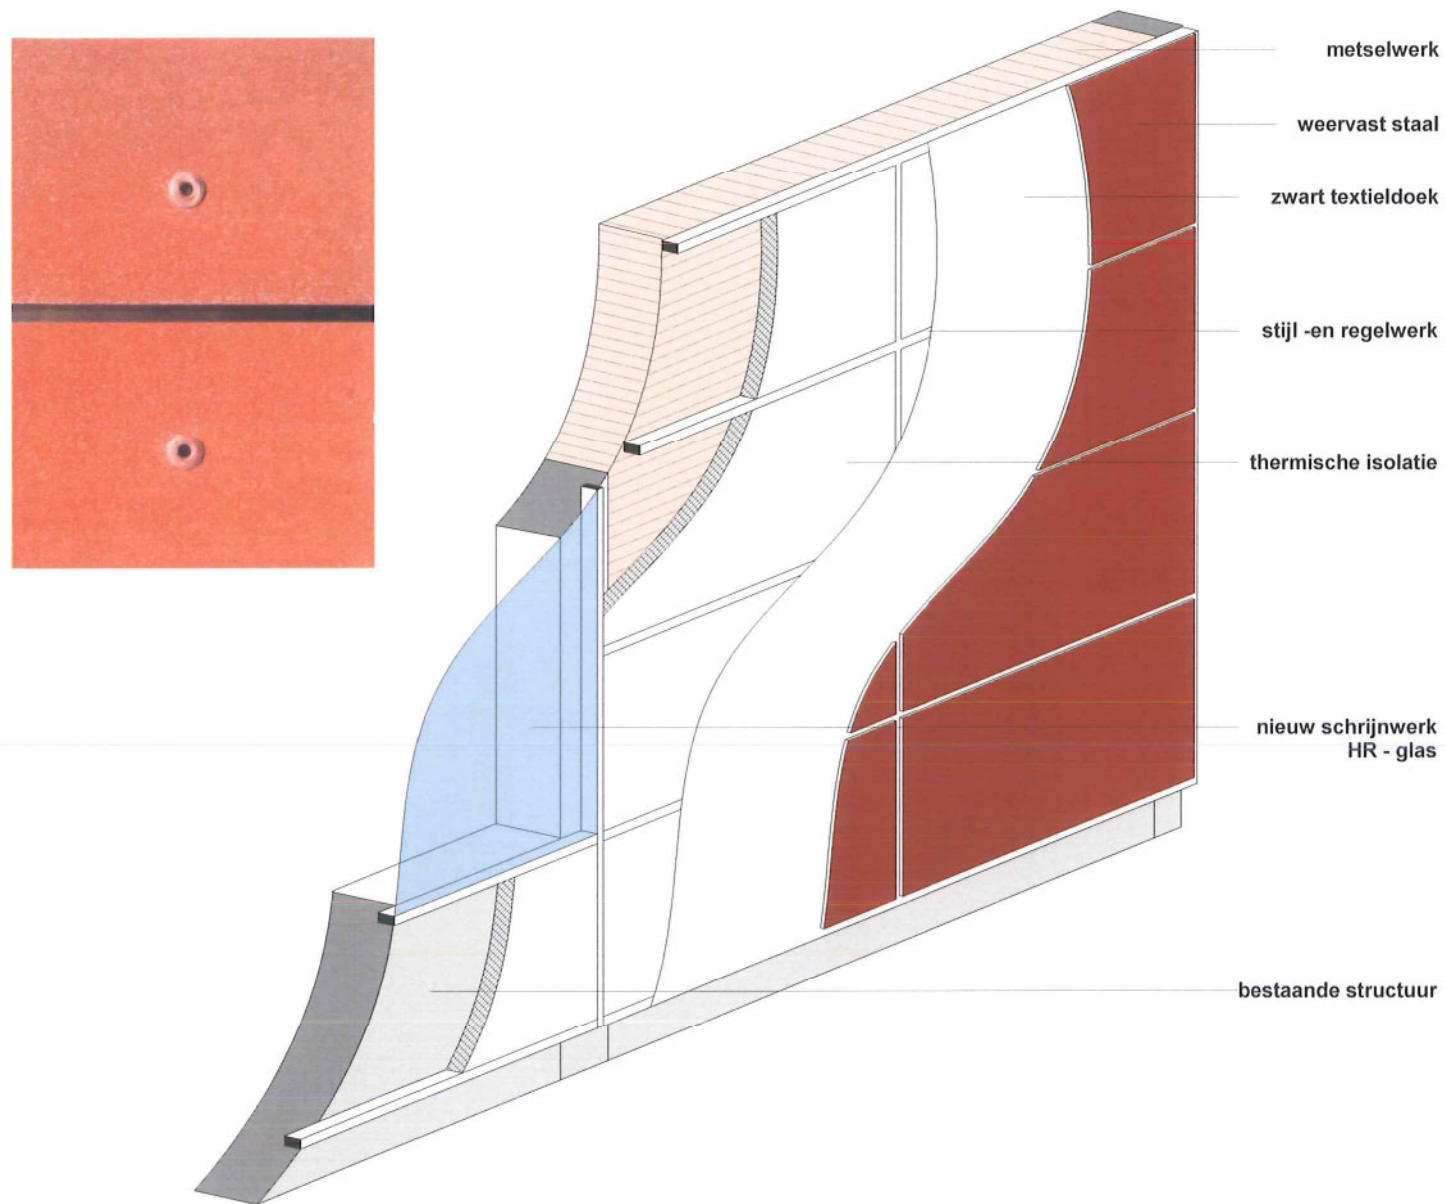 metselwerk
weervast staal
zwart textieldoek
stijl -en regelwerk
thermische isolatie
nieuw schrijnwerk
HR - glas
bestaande structuur